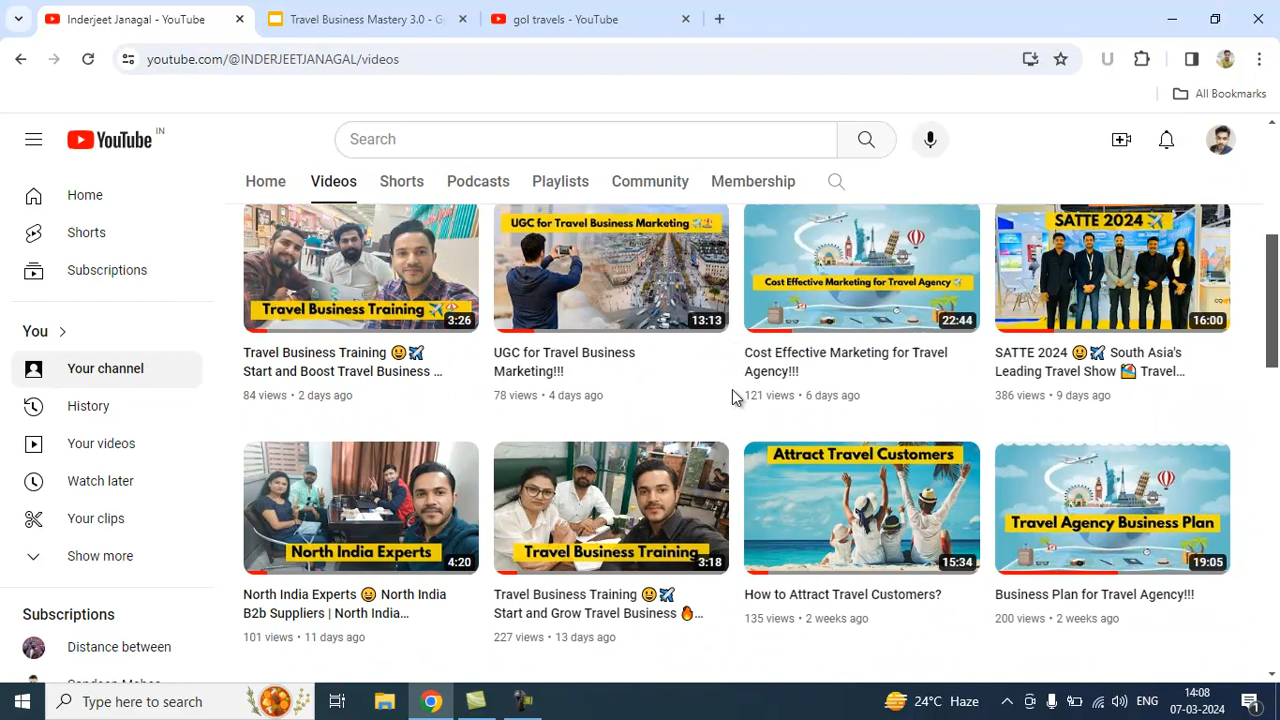 Inderjeet Janagal - YouTube
Travel Business Mastery 3.0 - G
gol travels - YouTube
youtube.com/@INDERJEETJANAGAL/videos
All Bookmarks
YouTube IN
Search
Home Videos Shorts Podcasts Playlists Community Membership
Home
Shorts
Subscriptions
You
Your channel
History
Your videos
Watch later
Your clips
Show more
Subscriptions
Distance between
Travel Business Training
3:26
UGC for Travel Business Marketing
13:13
Cost Effective Marketing for Travel Agency
22:44
SATTE 2024
16:00
Travel Business Training 😃✈️
Start and Boost Travel Business ...
84 views • 2 days ago
UGC for Travel Business
Marketing!!!
78 views • 4 days ago
Cost Effective Marketing for Travel
Agency!!!
121 views • 6 days ago
SATTE 2024 😃✈️ South Asia's
Leading Travel Show 🏖️ Travel...
386 views • 9 days ago
North India Experts
4:20
Travel Business Training
3:18
Attract Travel Customers
15:34
Travel Agency Business Plan
19:05
North India Experts 😃 North India
B2b Suppliers | North India...
101 views • 11 days ago
Travel Business Training 😃✈️
Start and Grow Travel Business 🔥...
227 views • 13 days ago
How to Attract Travel Customers?
135 views • 2 weeks ago
Business Plan for Travel Agency!!!
200 views • 2 weeks ago
Type here to search
24°C Haze
ENG
14:08
07-03-2024
1